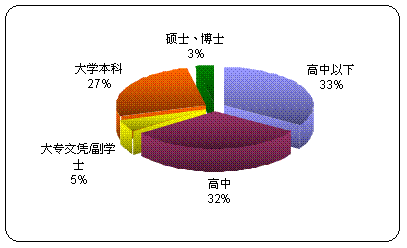 硕士、博士
3%
大学本科
27%
高中以下
33%
大专文凭/副学
士
5%
高中
32%